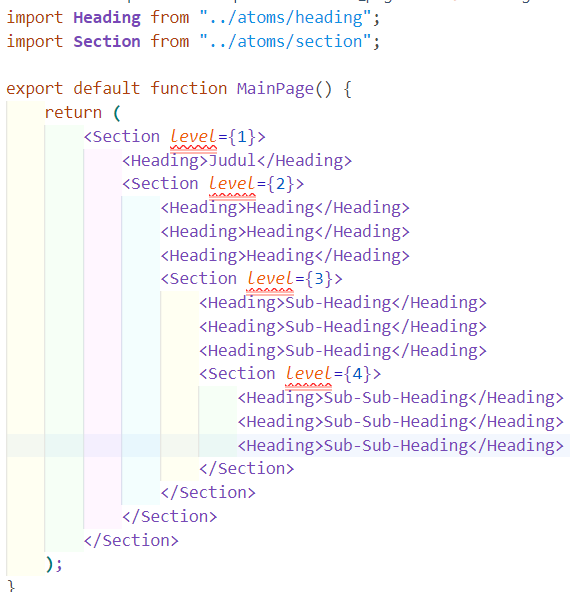 import Heading from "../atoms/heading";
import Section from "../atoms/section";

export default function MainPage() {
    return (
        <Section level={1}>
            <Heading>Judul</Heading>
            <Section level={2}>
                <Heading>Heading</Heading>
                <Heading>Heading</Heading>
                <Heading>Heading</Heading>
                <Section level={3}>
                    <Heading>Sub-Heading</Heading>
                    <Heading>Sub-Heading</Heading>
                    <Heading>Sub-Heading</Heading>
                    <Section level={4}>
                        <Heading>Sub-Sub-Heading</Heading>
                        <Heading>Sub-Sub-Heading</Heading>
                        <Heading>Sub-Sub-Heading</Heading>
                    </Section>
                </Section>
            </Section>
        </Section>
    );
}